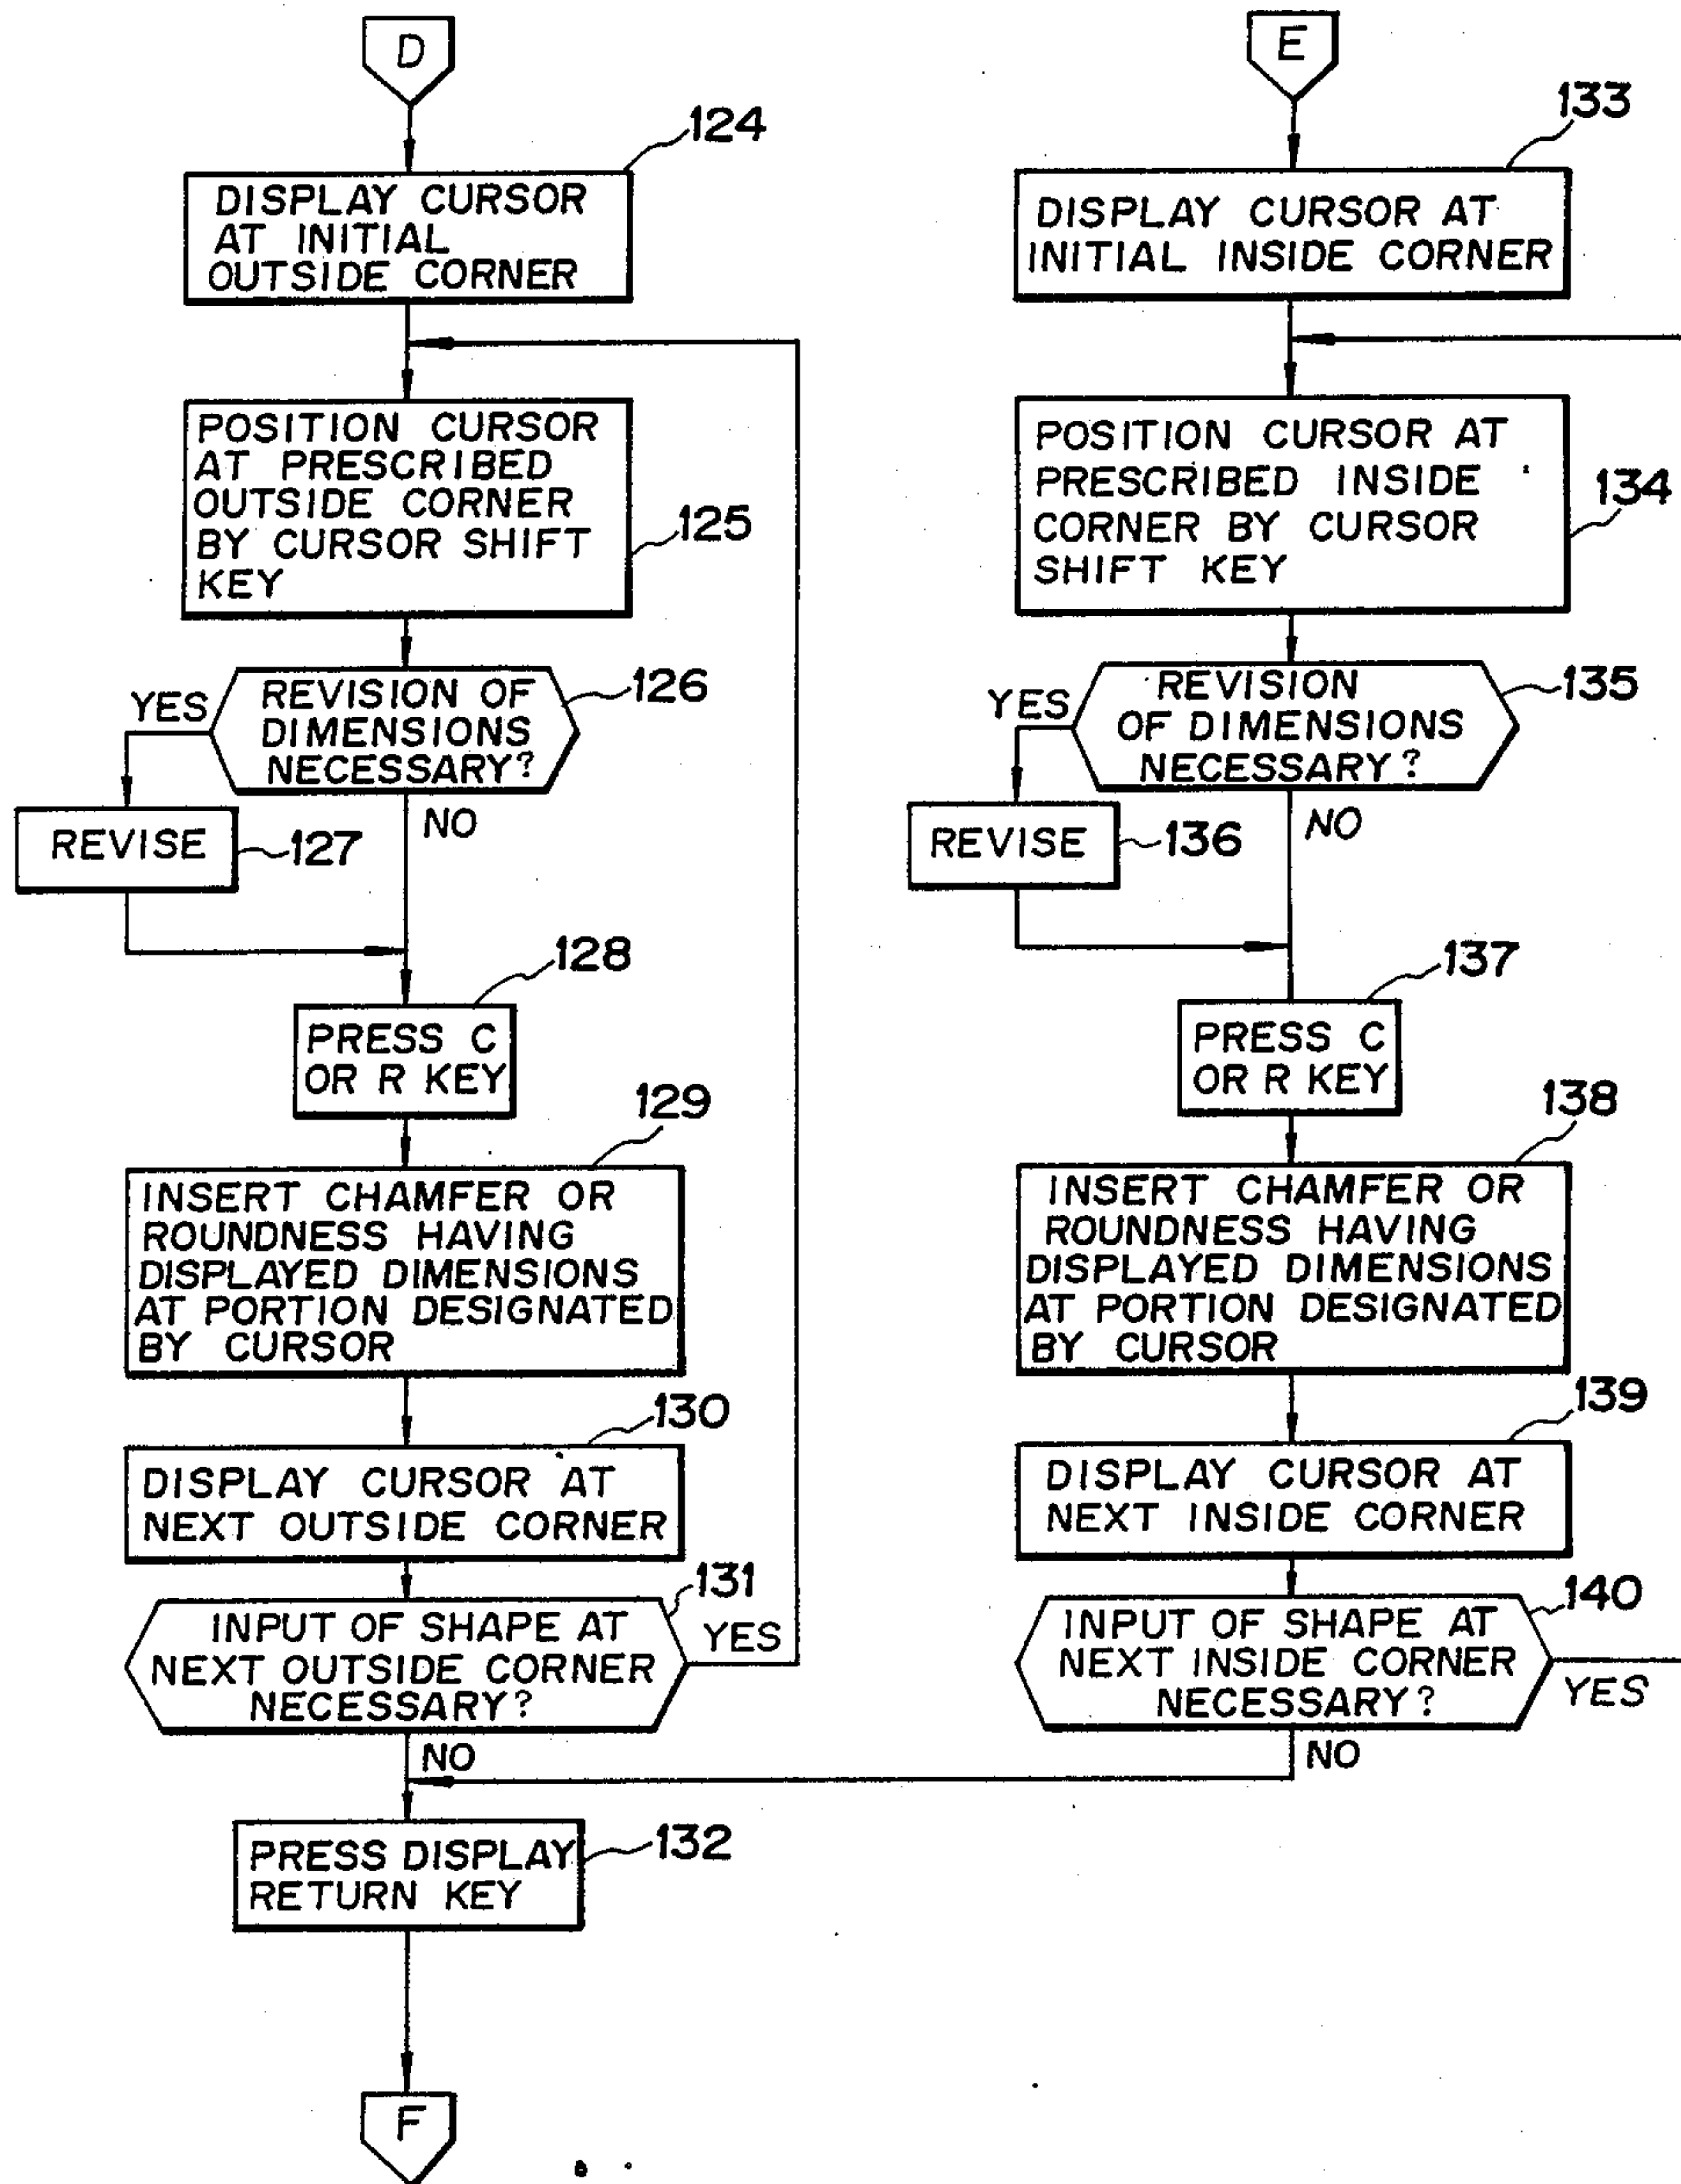 D
124
DISPLAY CURSOR
AT INITIAL
OUTSIDE CORNER
POSITION CURSOR
AT PRESCRIBED
OUTSIDE CORNER
BY CURSOR SHIFT
KEY
125
REVISION OF
DIMENSIONS
NECESSARY?
126
YES
NO
REVISE
127
128
PRESS C
OR R KEY
129
INSERT CHAMFER OR
ROUNDNESS HAVING
DISPLAYED DIMENSIONS
AT PORTION DESIGNATED
BY CURSOR
130
DISPLAY CURSOR AT
NEXT OUTSIDE CORNER
131
INPUT OF SHAPE AT
NEXT OUTSIDE CORNER
NECESSARY?
YES
NO
PRESS DISPLAY
RETURN KEY
132
F
E
133
DISPLAY CURSOR AT
INITIAL INSIDE CORNER
POSITION CURSOR AT
PRESCRIBED INSIDE
CORNER BY CURSOR
SHIFT KEY
134
REVISION
OF DIMENSIONS
NECESSARY?
135
YES
NO
REVISE
136
137
PRESS C
OR R KEY
138
INSERT CHAMFER OR
ROUNDNESS HAVING
DISPLAYED DIMENSIONS
AT PORTION DESIGNATED
BY CURSOR
139
DISPLAY CURSOR AT
NEXT INSIDE CORNER
140
INPUT OF SHAPE AT
NEXT INSIDE CORNER
NECESSARY?
YES
NO